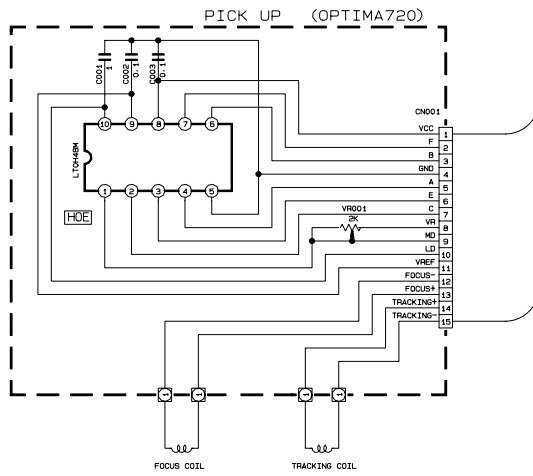 PICK UP (OPTIMA720)
C001
1
C002
0.1
C003
0.1
CN001
10 9 8 7 6
LT0H4BM
1 2 3 4 5
HOE
VR001
2K
VCC 1
F 2
B 3
GND 4
A 5
E 6
C 7
VR 8
MD 9
LD 10
VREF 11
FOCUS- 12
FOCUS+ 13
TRACKING+ 14
TRACKING- 15
1 1 1 1
FOCUS COIL
TRACKING COIL